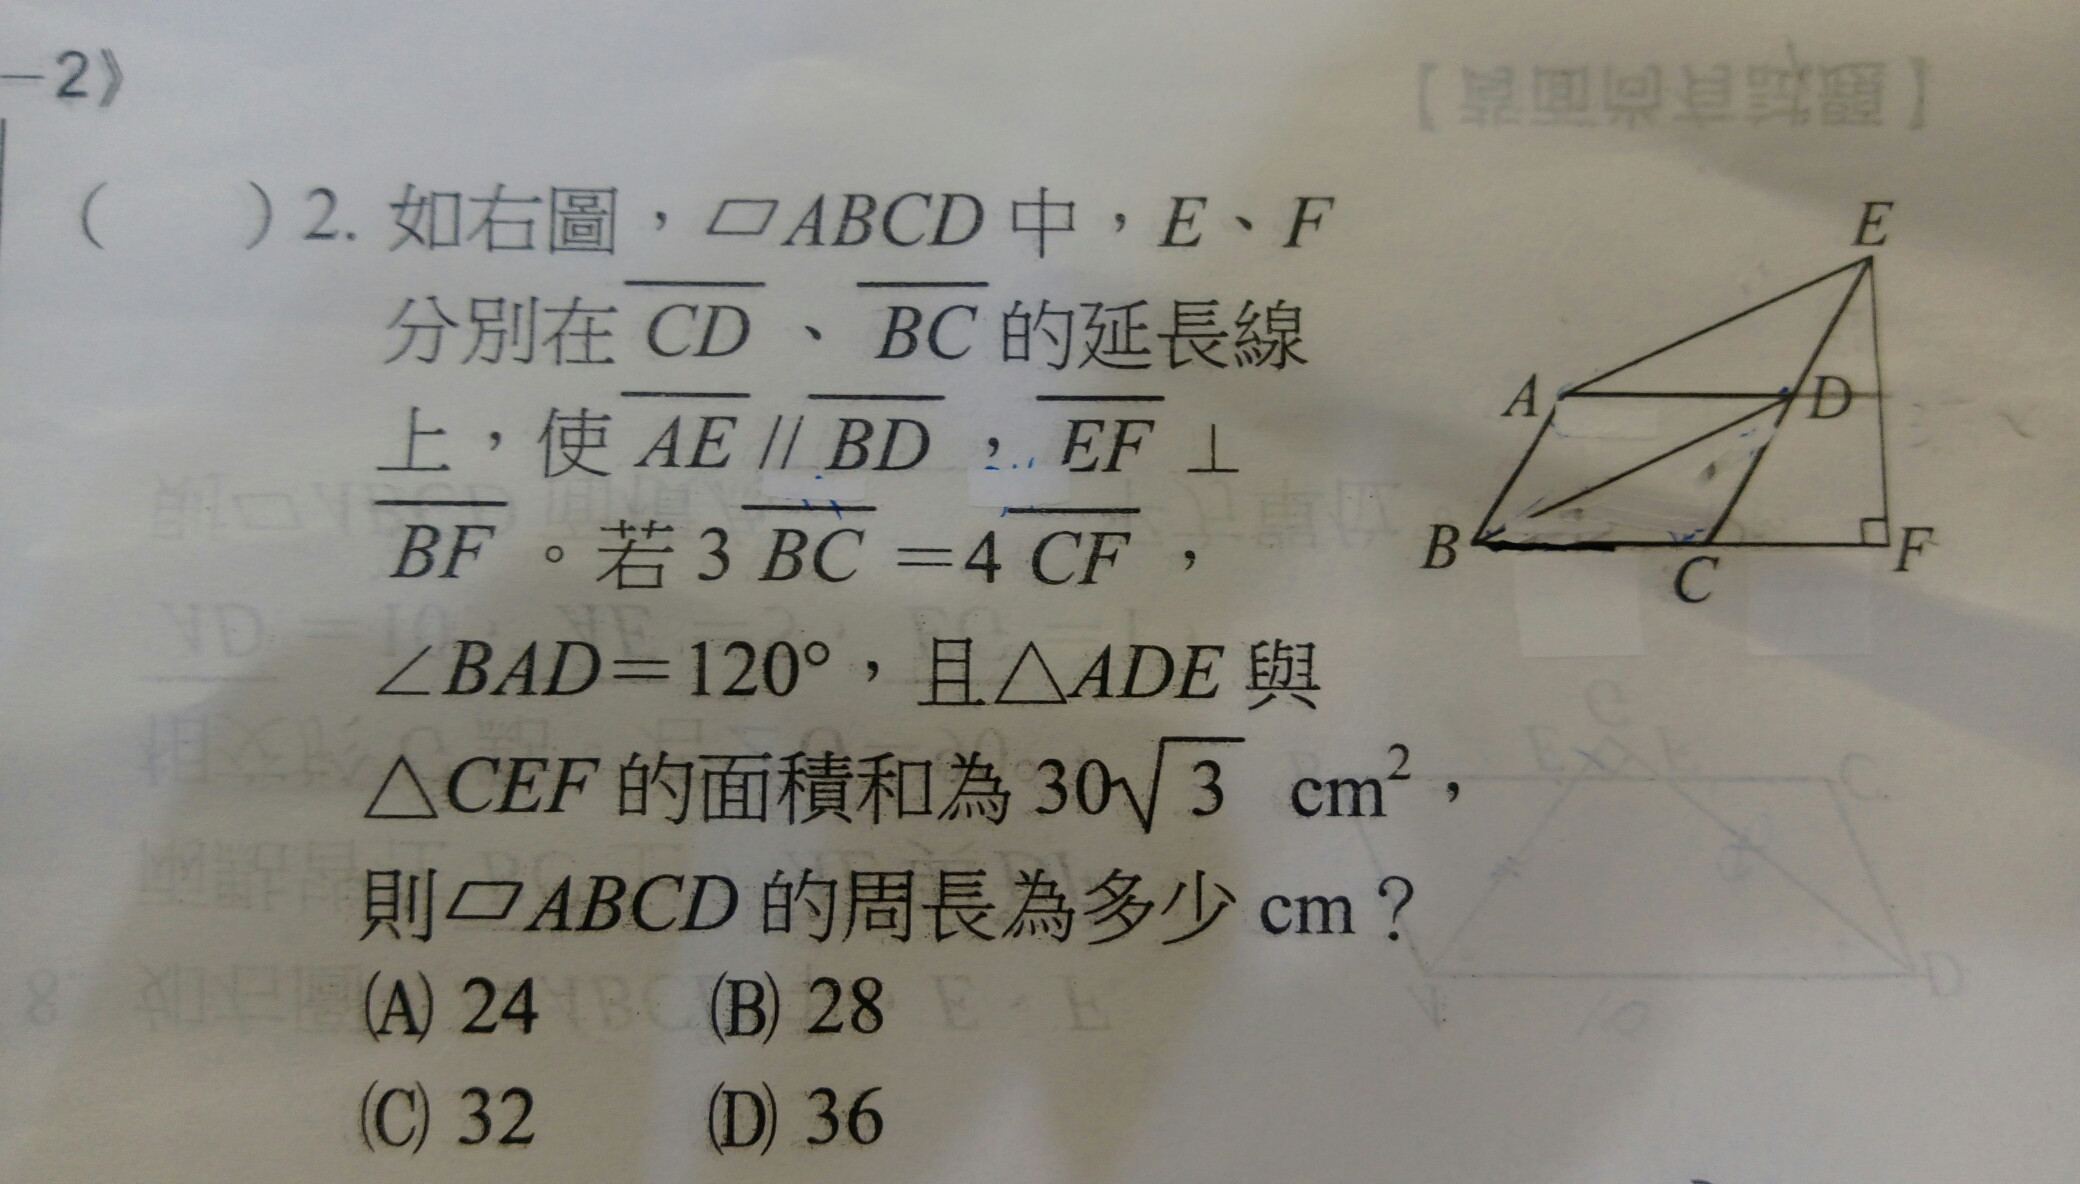 -2》
( )2. 如右圖，▱ABCD 中，E、F
分別在 CD、BC 的延長線
上，使 AE // BD，EF ⊥
BF。若 3 BC =4 CF，
∠BAD=120°，且△ADE 與
△CEF 的面積和為 30√3 cm²，
則▱ABCD 的周長為多少 cm？
(A) 24 (B) 28
(C) 32 (D) 36
E
A D
B C F